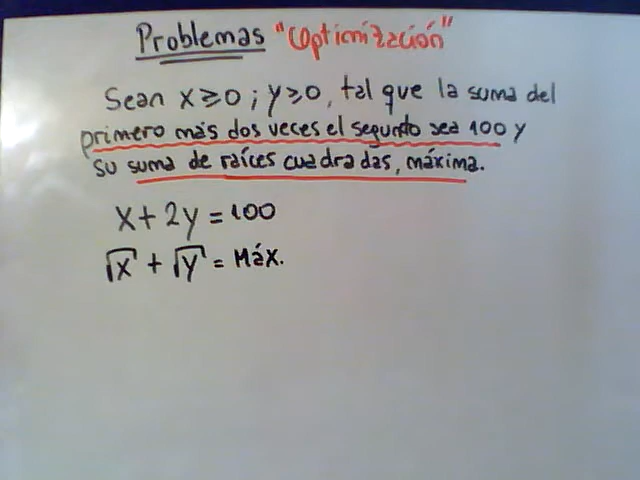 Problemas "Optimización"
Sean x ≥ 0 ; y ≥ 0, tal que la suma del
primero más dos veces el segundo sea 100 y
su suma de raíces cuadradas, máxima.
x + 2y = 100
√x + √y = Máx.